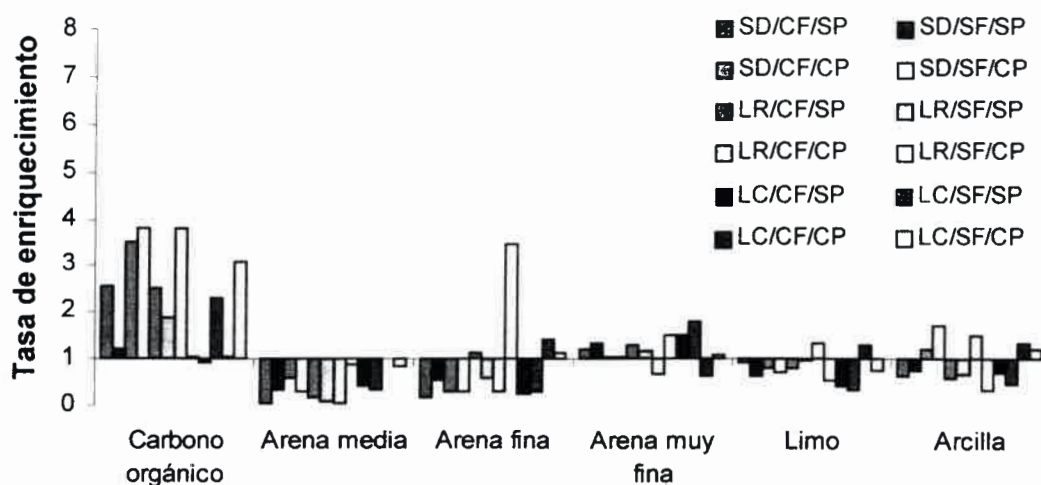 Tasa de enriquecimiento
8
7
6
5
4
3
2
1
0
SD/CF/SP
SD/SF/SP
SD/CF/CP
SD/SF/CP
LR/CF/SP
LR/SF/SP
LR/CF/CP
LR/SF/CP
LC/CF/SP
LC/SF/SP
LC/CF/CP
LC/SF/CP
Carbono
orgánico
Arena media
Arena fina
Arena muy
fina
Limo
Arcilla